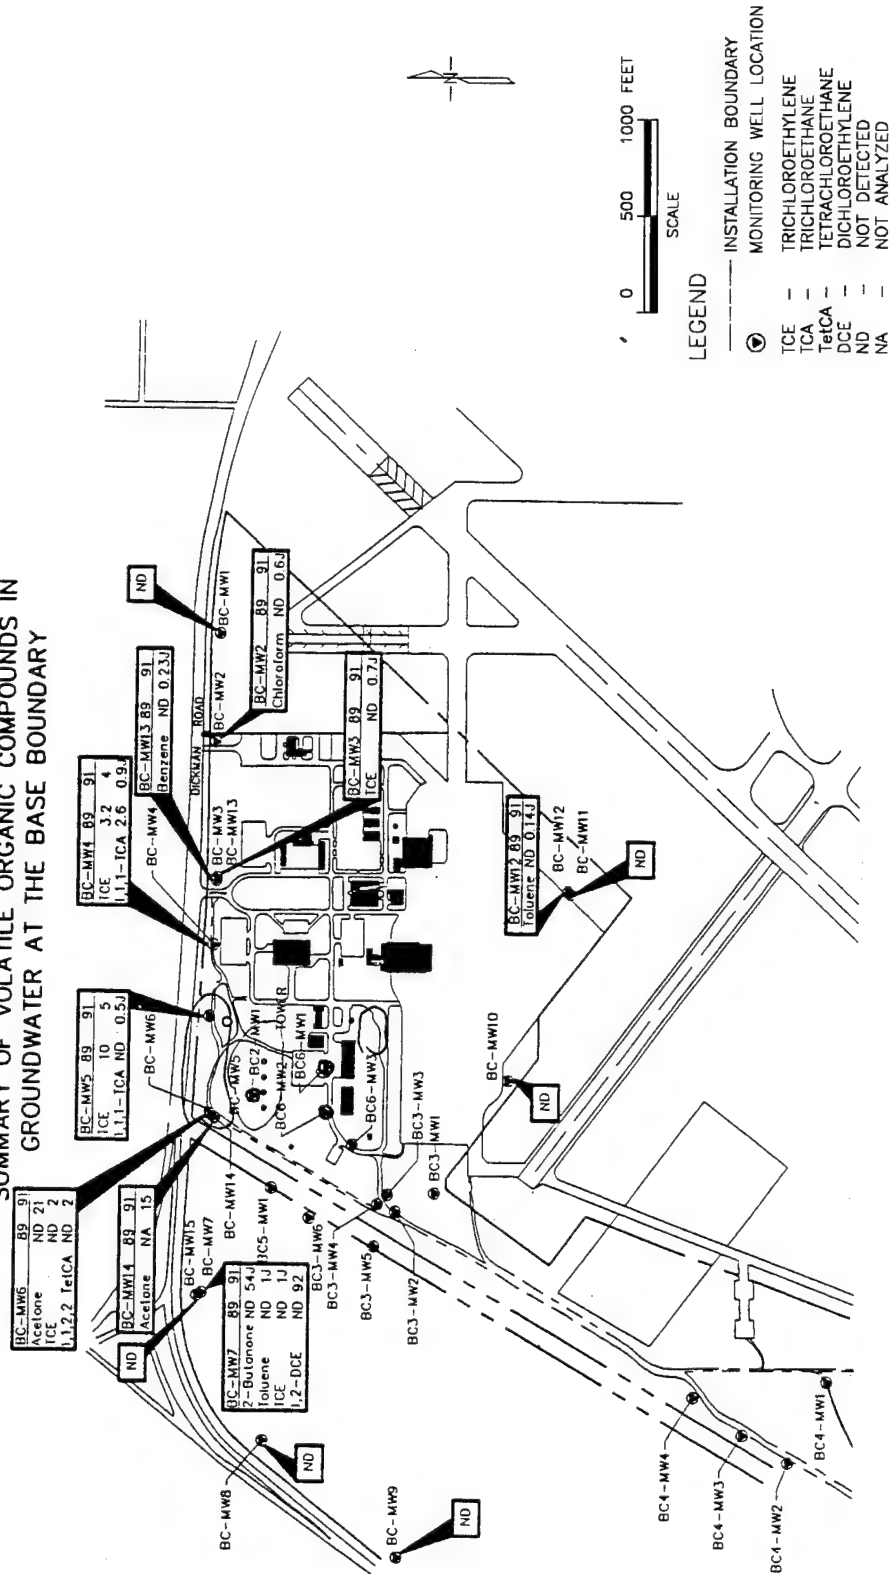 SUMMARY OF VOLATILE ORGANIC COMPOUNDS IN
GROUNDWATER AT THE BASE BOUNDARY
BC-MW6 89 91
Acetone ND 21
TCE ND 2
1,1,2,2 TetCA ND 2
BC-MW14 89 91
Acetone NA 15
BC-MW5 89 91
TCE 10 5
1,1,1-TCA ND 0.5J
BC-MW4 89 91
TCE 3.2 4
1,1,1-TCA 2.6 0.9J
BC-MW13 89 91
Benzene ND 0.23J
ND
BC-MW2 89 91
Chloroform ND 0.6J
BC-MW3 89 91
TCE ND 0.7J
BC-MW7 89 91
2-Butanone ND 54J
Toluene ND 1J
TCE ND 1J
1,2-DCE ND 92
BC-MW12 89 91
Toluene ND 0.14J
ND
ND
ND
ND
ND
DICKMAN ROAD
BC-MW1
BC-MW2
BC-MW3
BC-MW13
BC-MW4
BC-MW6
BC-MW5
BC2
MW1
TOWER
BC6-MW1
BC6-MW2
BC6-MW3
BC-MW14
BC5-MW1
BC-MW15
BC-MW7
BC-MW8
BC-MW9
BC3-MW6
BC3-MW4
BC3-MW5
BC3-MW2
BC3-MW1
BC3-MW3
BC-MW10
BC-MW12
BC-MW11
BC4-MW4
BC4-MW3
BC4-MW2
BC4-MW1
N
0 500 1000 FEET
SCALE
LEGEND
INSTALLATION BOUNDARY
MONITORING WELL LOCATION
TCE - TRICHLOROETHYLENE
TCA - TRICHLOROETHANE
TetCA - TETRACHLOROETHANE
DCE - DICHLOROETHYLENE
ND - NOT DETECTED
NA - NOT ANALYZED